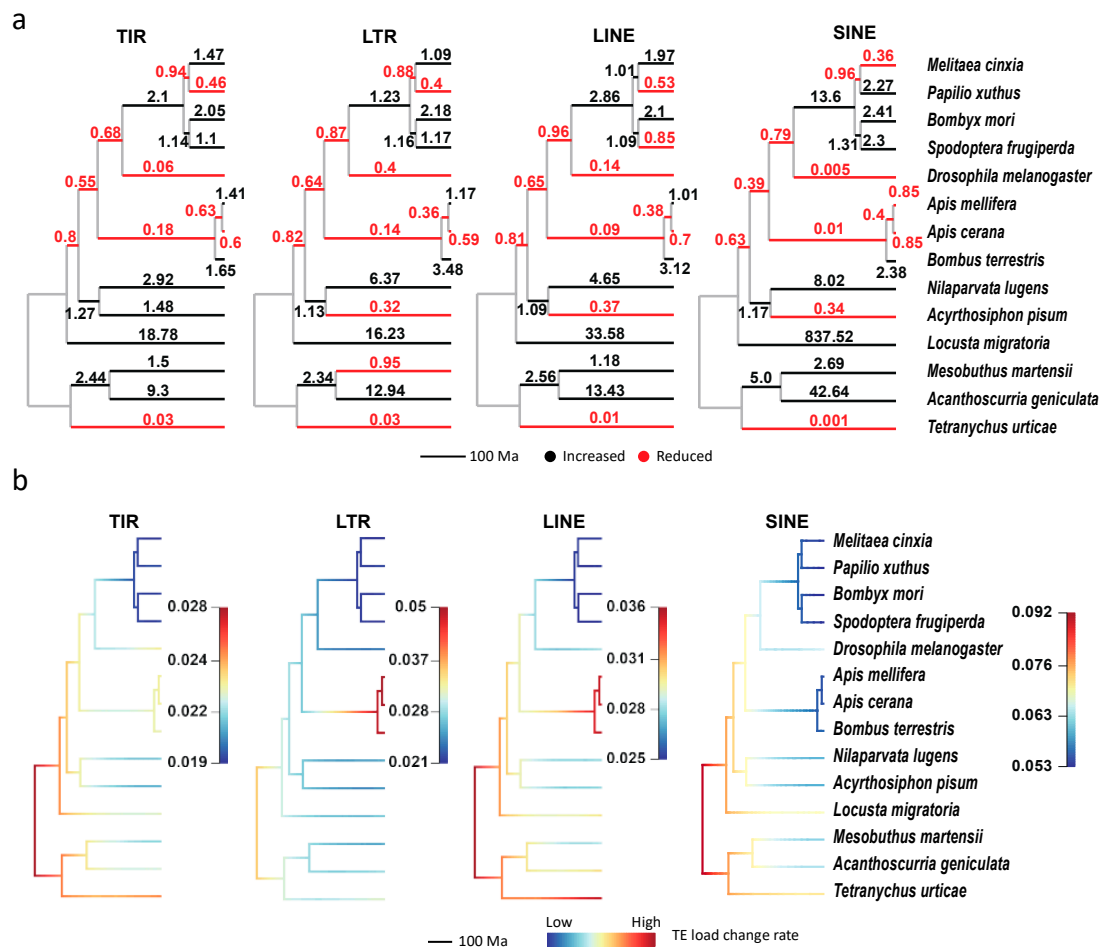 a
TIR
LTR
LINE
SINE
1.47
0.94
0.46
2.1
2.05
1.14
1.1
0.68
0.06
0.55
1.41
0.63
0.18
0.6
0.8
1.65
2.92
1.27
1.48
18.78
1.5
2.44
9.3
0.03
1.09
0.88
0.4
1.23
2.18
1.16
1.17
0.87
0.4
0.64
1.17
0.36
0.14
0.59
0.82
3.48
6.37
1.13
0.32
16.23
0.95
2.34
12.94
0.03
1.97
1.01
0.53
2.86
2.1
1.09
0.85
0.96
0.14
0.65
1.01
0.38
0.09
0.7
0.81
3.12
4.65
1.09
0.37
33.58
1.18
2.56
13.43
0.01
0.36
0.96
2.27
13.6
2.41
1.31
2.3
0.79
0.005
0.39
0.85
0.4
0.01
0.85
0.63
2.38
8.02
1.17
0.34
837.52
2.69
5.0
42.64
0.001
Melitaea cinxia
Papilio xuthus
Bombyx mori
Spodoptera frugiperda
Drosophila melanogaster
Apis mellifera
Apis cerana
Bombus terrestris
Nilaparvata lugens
Acyrthosiphon pisum
Locusta migratoria
Mesobuthus martensii
Acanthoscurria geniculata
Tetranychus urticae
100 Ma
Increased
Reduced
b
TIR
LTR
LINE
SINE
0.028
0.024
0.022
0.019
0.05
0.037
0.028
0.021
0.036
0.031
0.028
0.025
Melitaea cinxia
Papilio xuthus
Bombyx mori
Spodoptera frugiperda
Drosophila melanogaster
Apis mellifera
Apis cerana
Bombus terrestris
Nilaparvata lugens
Acyrthosiphon pisum
Locusta migratoria
Mesobuthus martensii
Acanthoscurria geniculata
Tetranychus urticae
0.092
0.076
0.063
0.053
100 Ma
Low
High
TE load change rate